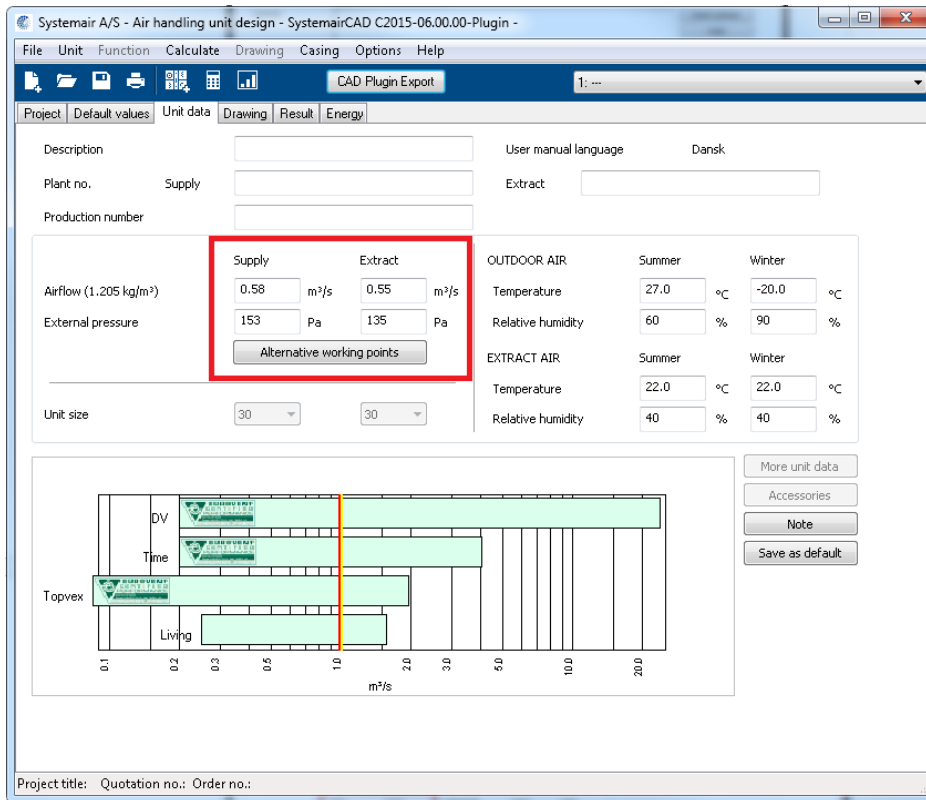 Systemair A/S - Air handling unit design - SystemairCAD C2015-06.00.00-Plugin -
File Unit Function Calculate Drawing Casing Options Help
CAD Plugin Export 1: ---
Project Default values Unit data Drawing Result Energy
Description User manual language Dansk
Plant no. Supply Extract
Production number
Supply Extract OUTDOOR AIR Summer Winter
Airflow (1.205 kg/m³) 0.58 m³/s 0.55 m³/s Temperature 27.0 °C -20.0 °C
External pressure 153 Pa 135 Pa Relative humidity 60 % 90 %
Alternative working points EXTRACT AIR Summer Winter
Temperature 22.0 °C 22.0 °C
Unit size 30 30 Relative humidity 40 % 40 %
More unit data
Accessories
Note
Save as default
DV
Time
Topvex
Living
0.1 0.2 0.3 0.5 1.0 2.0 3.0 5.0 10.0 20.0
m³/s
Project title: Quotation no.: Order no.: